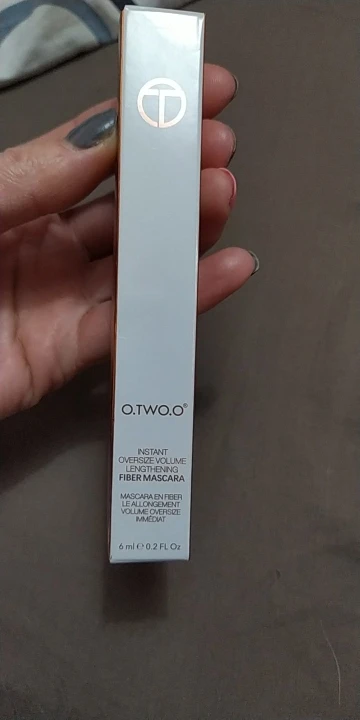 O.TWO.O®
INSTANT
OVERSIZE VOLUME
LENGTHENING
FIBER MASCARA
MASCARA EN FIBER
LE ALLONGEMENT
VOLUME OVERSIZE
IMMÉDIAT
6 ml ℮ 0.2 FL Oz